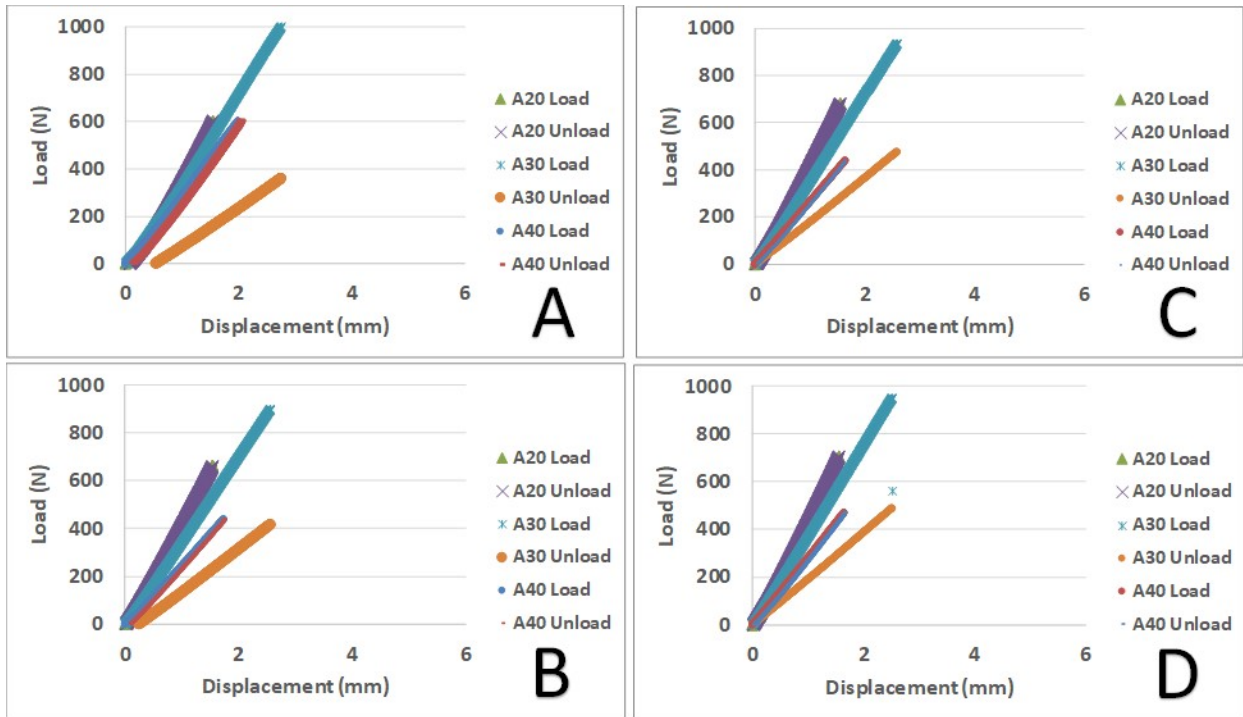 1000
800
600
400
200
0
Load (N)
0 2 4 6
Displacement (mm)
A20 Load
A20 Unload
A30 Load
A30 Unload
A40 Load
A40 Unload
A
1000
800
600
400
200
0
Load (N)
0 2 4 6
Displacement (mm)
A20 Load
A20 Unload
A30 Load
A30 Unload
A40 Load
A40 Unload
C
1000
800
600
400
200
0
Load (N)
0 2 4 6
Displacement (mm)
A20 Load
A20 Unload
A30 Load
A30 Unload
A40 Load
A40 Unload
B
1000
800
600
400
200
0
Load (N)
0 2 4 6
Displacement (mm)
A20 Load
A20 Unload
A30 Load
A30 Unload
A40 Load
A40 Unload
D